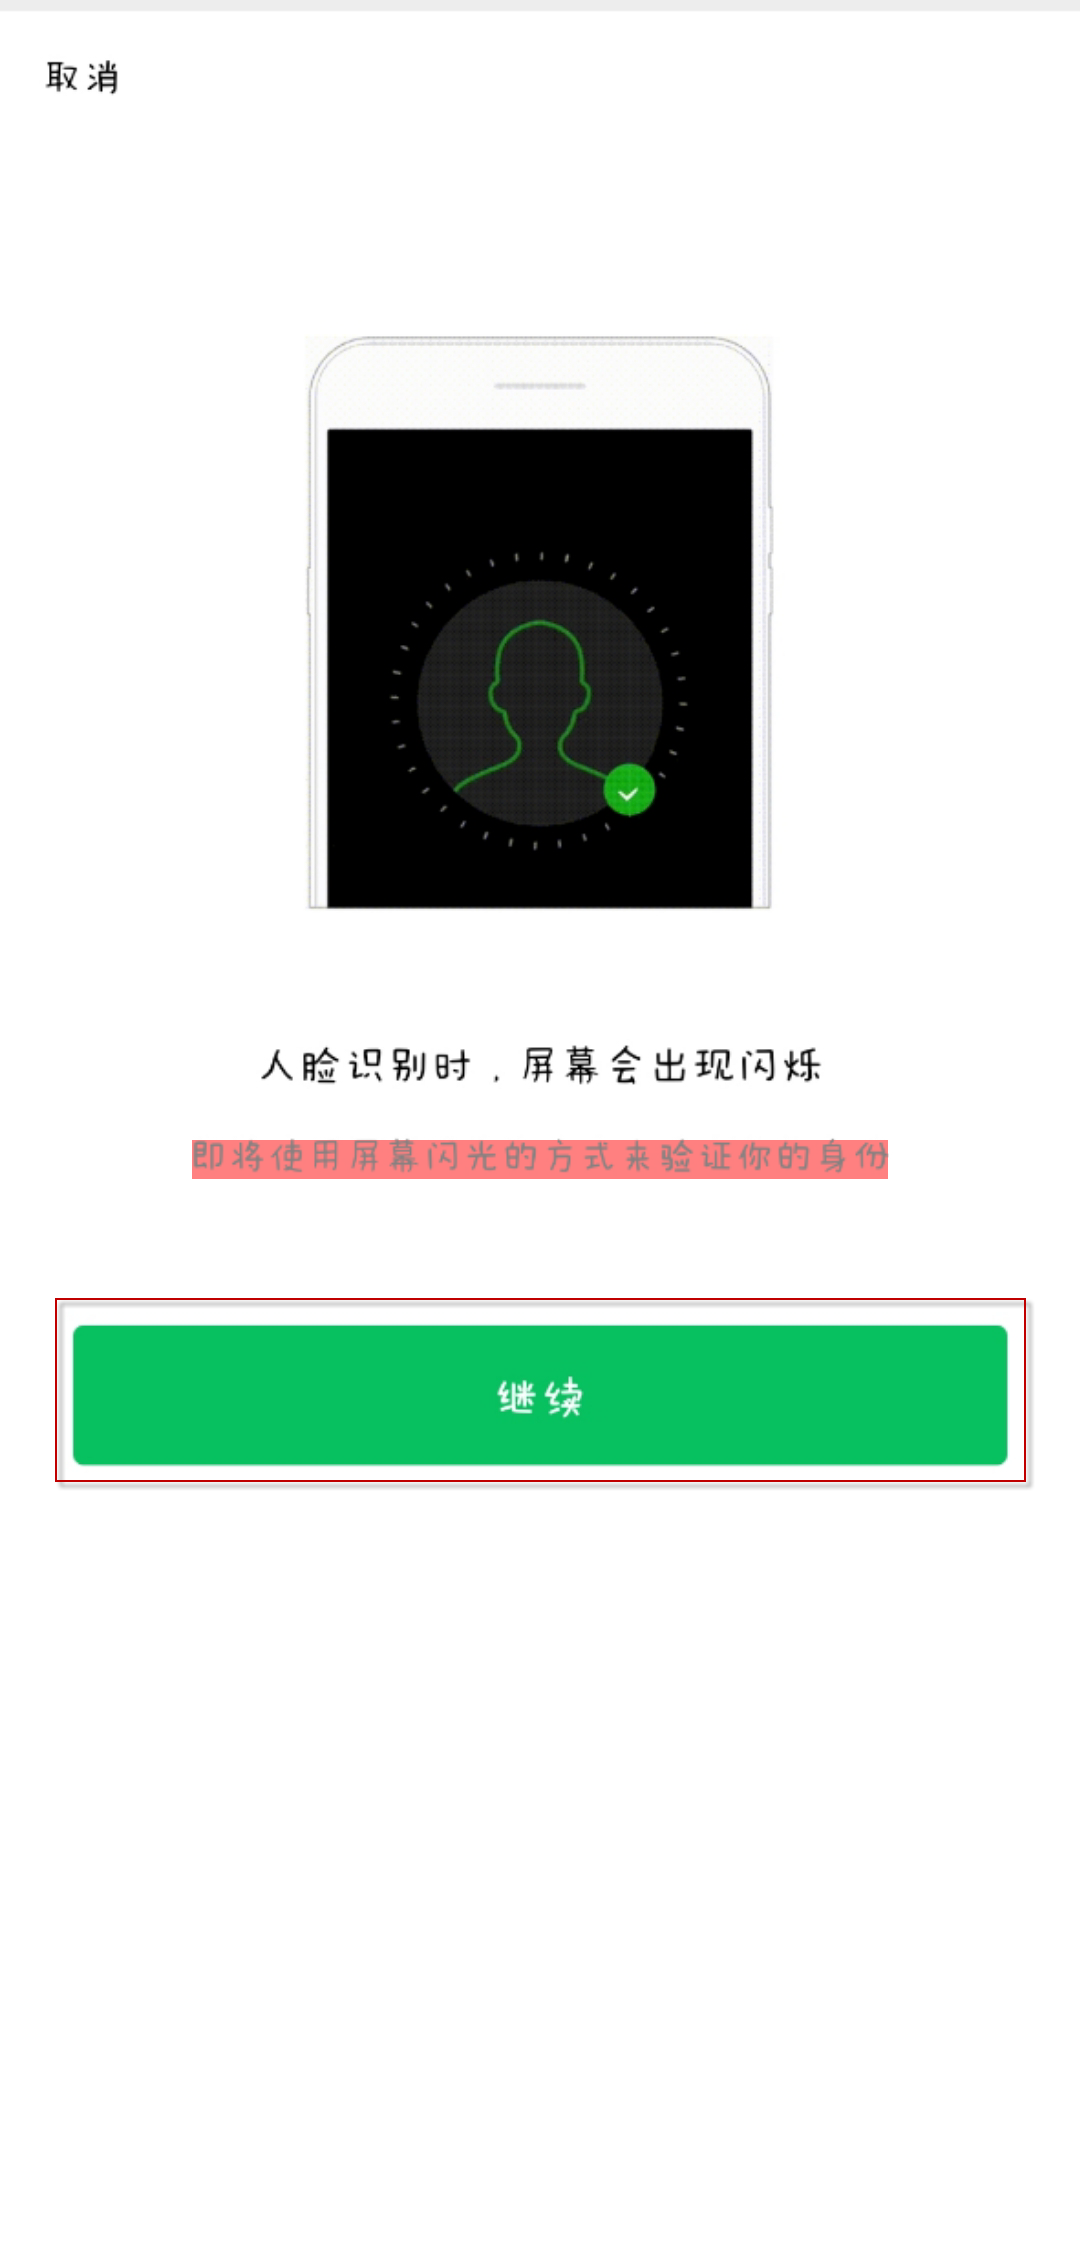 取消
人脸识别时，屏幕会出现闪烁
即将使用屏幕闪光的方式来验证你的身份
继续